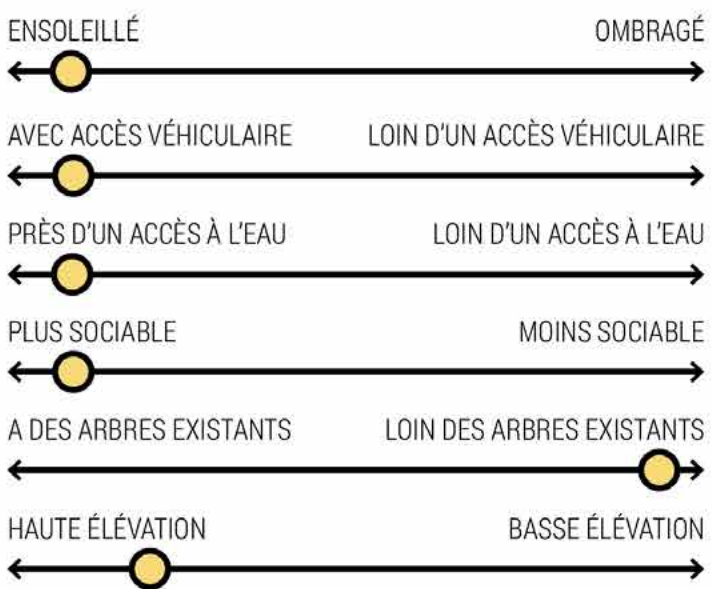 ENSOLEILLÉ OMBRAGÉ
AVEC ACCÈS VÉHICULAIRE LOIN D'UN ACCÈS VÉHICULAIRE
PRÈS D'UN ACCÈS À L'EAU LOIN D'UN ACCÈS À L'EAU
PLUS SOCIABLE MOINS SOCIABLE
A DES ARBRES EXISTANTS LOIN DES ARBRES EXISTANTS
HAUTE ÉLÉVATION BASSE ÉLÉVATION